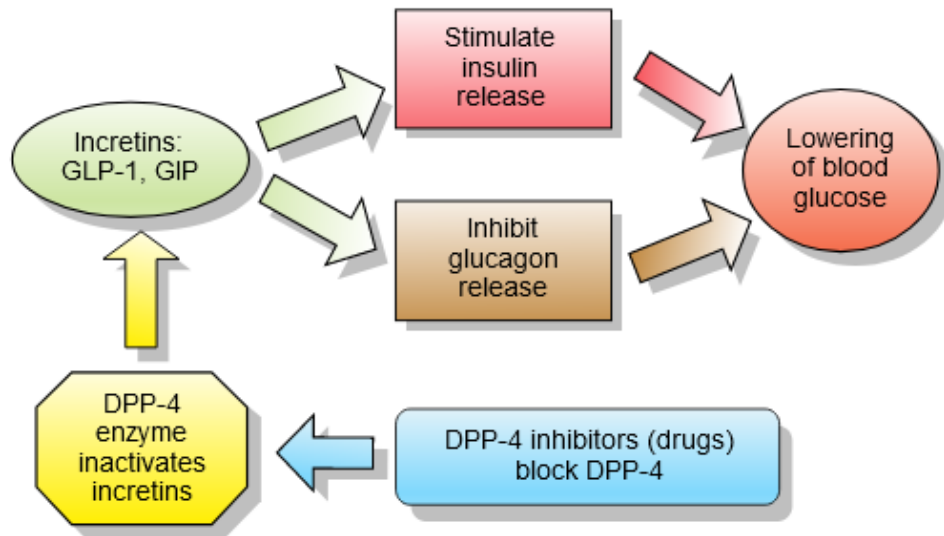 Stimulate
insulin
release
Incretins:
GLP-1, GIP
Lowering
of blood
glucose
Inhibit
glucagon
release
DPP-4
enzyme
inactivates
incretins
DPP-4 inhibitors (drugs)
block DPP-4